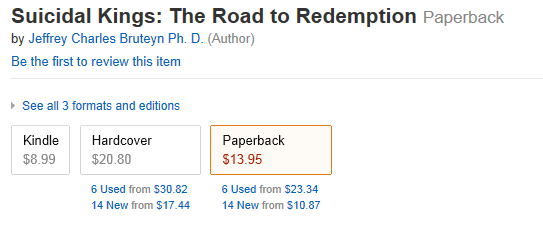 Suicidal Kings: The Road to Redemption Paperback
by Jeffrey Charles Bruteyn Ph. D. (Author)
Be the first to review this item
See all 3 formats and editions
Kindle Hardcover Paperback
$8.99 $20.80 $13.95
6 Used from $30.82 6 Used from $23.34
14 New from $17.44 14 New from $10.87